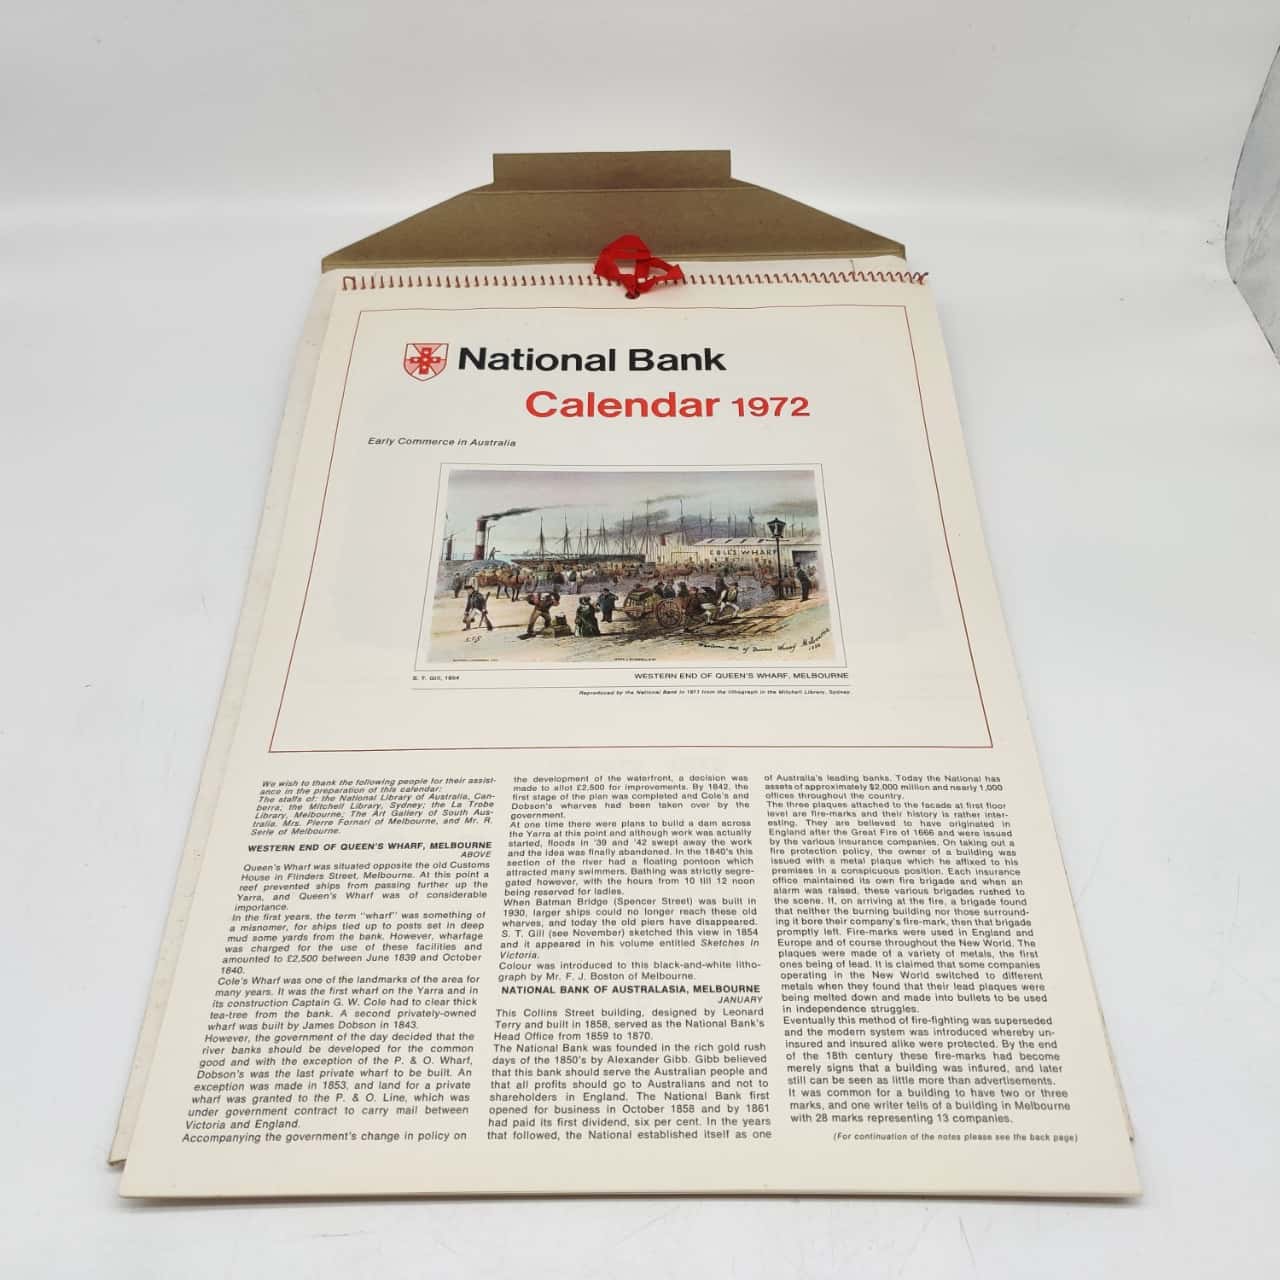 National Bank
Calendar 1972
Early Commerce in Australia
COLE'S WHARF
S.T.G
Western end of Queens Wharf Melbourne
S. T. Gill, 1854
WESTERN END OF QUEEN'S WHARF, MELBOURNE
Reproduced by the National Bank in 1971 from the lithograph in the Mitchell Library, Sydney.
We wish to thank the following people for their assist-
ance in the preparation of this calendar:
The staffs of: the National Library of Australia, Can-
berra; the Mitchell Library, Sydney; the La Trobe
Library, Melbourne; The Art Gallery of South Aus-
tralia. Mrs. Pierre Fornari of Melbourne, and Mr. R.
Serle of Melbourne.
WESTERN END OF QUEEN'S WHARF, MELBOURNE
ABOVE
Queen's Wharf was situated opposite the old Customs
House in Flinders Street, Melbourne. At this point a
reef prevented ships from passing further up the
Yarra, and Queen's Wharf was of considerable
importance.
In the first years, the term "wharf" was something of
a misnomer, for ships tied up to posts set in deep
mud some yards from the bank. However, wharfage
was charged for the use of these facilities and
amounted to £2,500 between June 1839 and October
1840.
Cole's Wharf was one of the landmarks of the area for
many years. It was the first wharf on the Yarra and in
its construction Captain G. W. Cole had to clear thick
tea-tree from the bank. A second privately-owned
wharf was built by James Dobson in 1843.
However, the government of the day decided that the
river banks should be developed for the common
good and with the exception of the P. & O. Wharf,
Dobson's was the last private wharf to be built. An
exception was made in 1853, and land for a private
wharf was granted to the P. & O. Line, which was
under government contract to carry mail between
Victoria and England.
Accompanying the government's change in policy on
the development of the waterfront, a decision was
made to allot £2,500 for improvements. By 1842, the
first stage of the plan was completed and Cole's and
Dobson's wharves had been taken over by the
government.
At one time there were plans to build a dam across
the Yarra at this point and although work was actually
started, floods in '39 and '42 swept away the work
and the idea was finally abandoned. In the 1840's this
section of the river had a floating pontoon which
attracted many swimmers. Bathing was strictly segre-
gated however, with the hours from 10 till 12 noon
being reserved for ladies.
When Batman Bridge (Spencer Street) was built in
1930, larger ships could no longer reach these old
wharves, and today the old piers have disappeared.
S. T. Gill (see November) sketched this view in 1854
and it appeared in his volume entitled Sketches in
Victoria.
Colour was introduced to this black-and-white litho-
graph by Mr. F. J. Boston of Melbourne.
NATIONAL BANK OF AUSTRALASIA, MELBOURNE
JANUARY
This Collins Street building, designed by Leonard
Terry and built in 1858, served as the National Bank's
Head Office from 1859 to 1870.
The National Bank was founded in the rich gold rush
days of the 1850's by Alexander Gibb. Gibb believed
that this bank should serve the Australian people and
that all profits should go to Australians and not to
shareholders in England. The National Bank first
opened for business in October 1858 and by 1861
had paid its first dividend, six per cent. In the years
that followed, the National established itself as one
of Australia's leading banks. Today the National has
assets of approximately $2,000 million and nearly 1,000
offices throughout the country.
The three plaques attached to the facade at first floor
level are fire-marks and their history is rather inter-
esting. They are believed to have originated in
England after the Great Fire of 1666 and were issued
by the various insurance companies. On taking out a
fire protection policy, the owner of a building was
issued with a metal plaque which he affixed to his
premises in a conspicuous position. Each insurance
office maintained its own fire brigade and when an
alarm was raised, these various brigades rushed to
the scene. If, on arriving at the fire, a brigade found
that neither the burning building nor those surround-
ing it bore their company's fire-mark, then that brigade
promptly left. Fire-marks were used in England and
Europe and of course throughout the New World. The
plaques were made of a variety of metals, the first
ones being of lead. It is claimed that some companies
operating in the New World switched to different
metals when they found that their lead plaques were
being melted down and made into bullets to be used
in independence struggles.
Eventually this method of fire-fighting was superseded
and the modern system was introduced whereby un-
insured and insured alike were protected. By the end
of the 18th century these fire-marks had become
merely signs that a building was insured, and later
still can be seen as little more than advertisements.
It was common for a building to have two or three
marks, and one writer tells of a building in Melbourne
with 28 marks representing 13 companies.
(For continuation of the notes please see the back page)